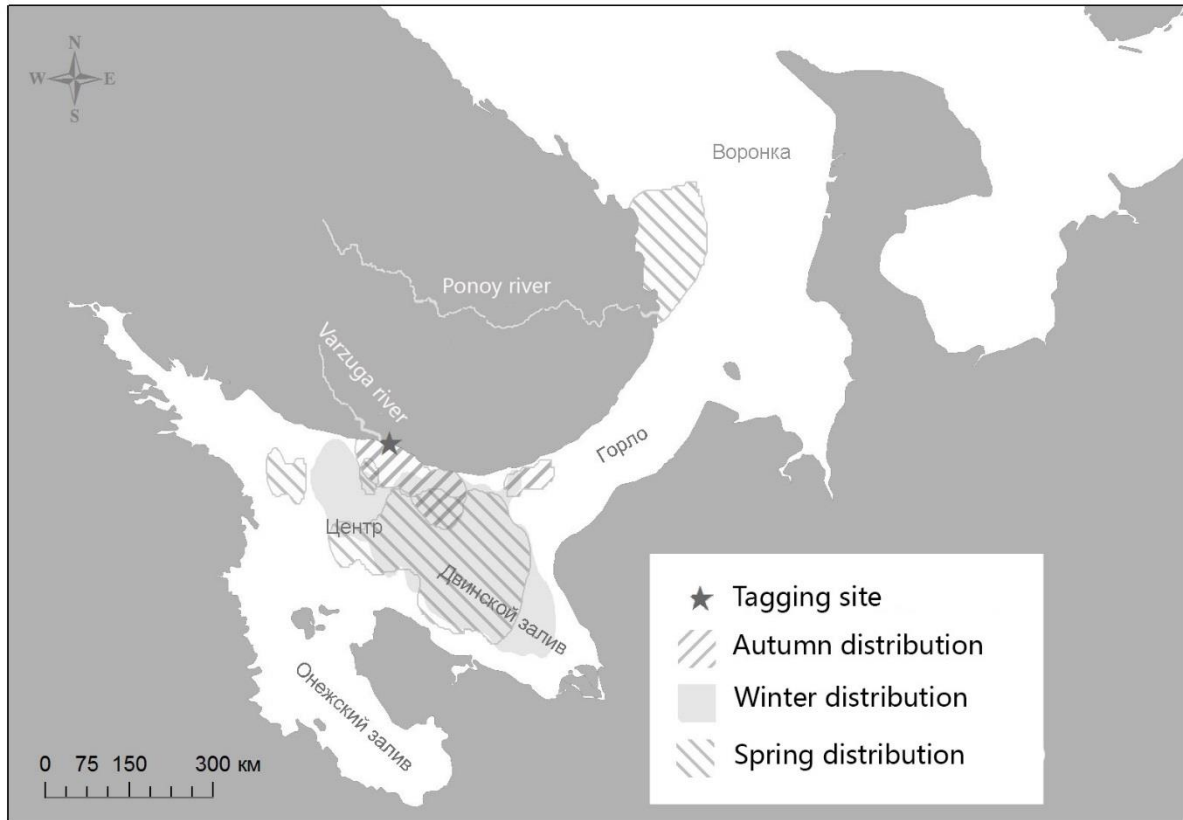 N
W E
S
Воронка
Ponoy river
Varzuga river
Горло
Центр
Двинской залив
Онежский залив
0 75 150 300 км
Tagging site
Autumn distribution
Winter distribution
Spring distribution